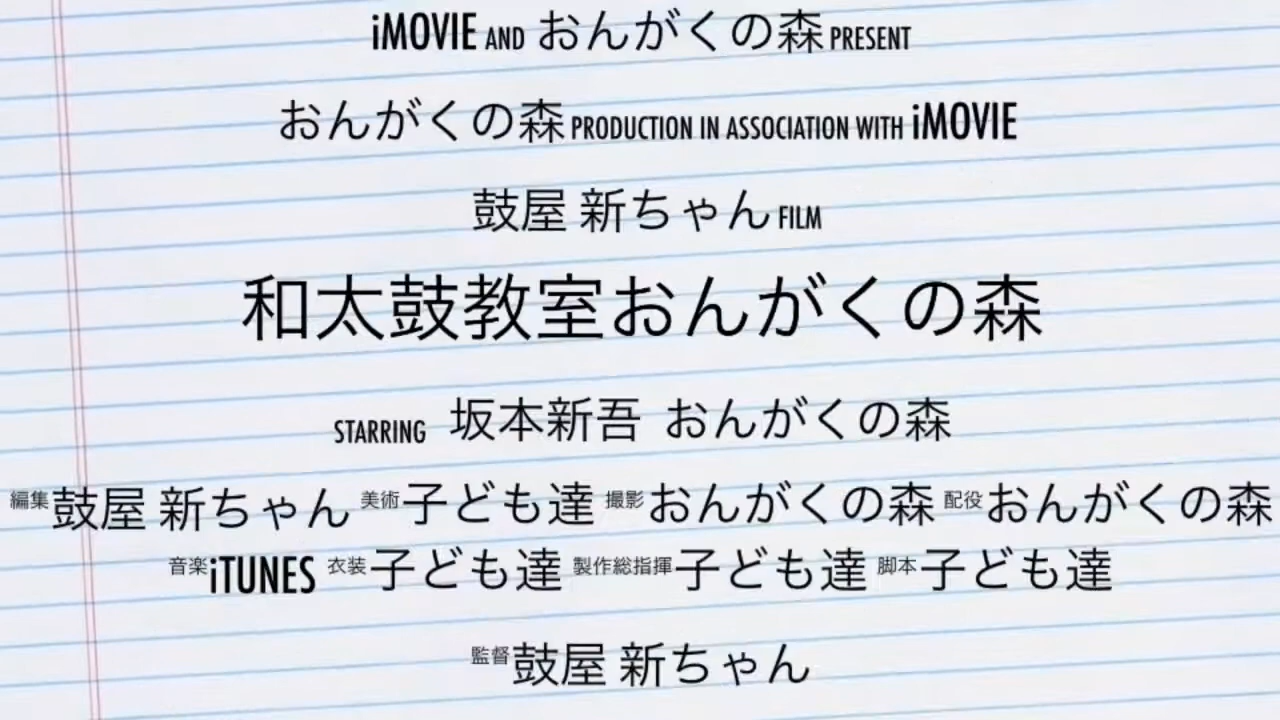 iMOVIE AND おんがくの森 PRESENT
おんがくの森 PRODUCTION IN ASSOCIATION WITH iMOVIE
鼓屋 新ちゃん FILM
和太鼓教室おんがくの森
STARRING 坂本新吾 おんがくの森
編集 鼓屋 新ちゃん 美術 子ども達 撮影 おんがくの森 配役 おんがくの森
音楽 iTUNES 衣装 子ども達 製作総指揮 子ども達 脚本 子ども達
監督 鼓屋 新ちゃん